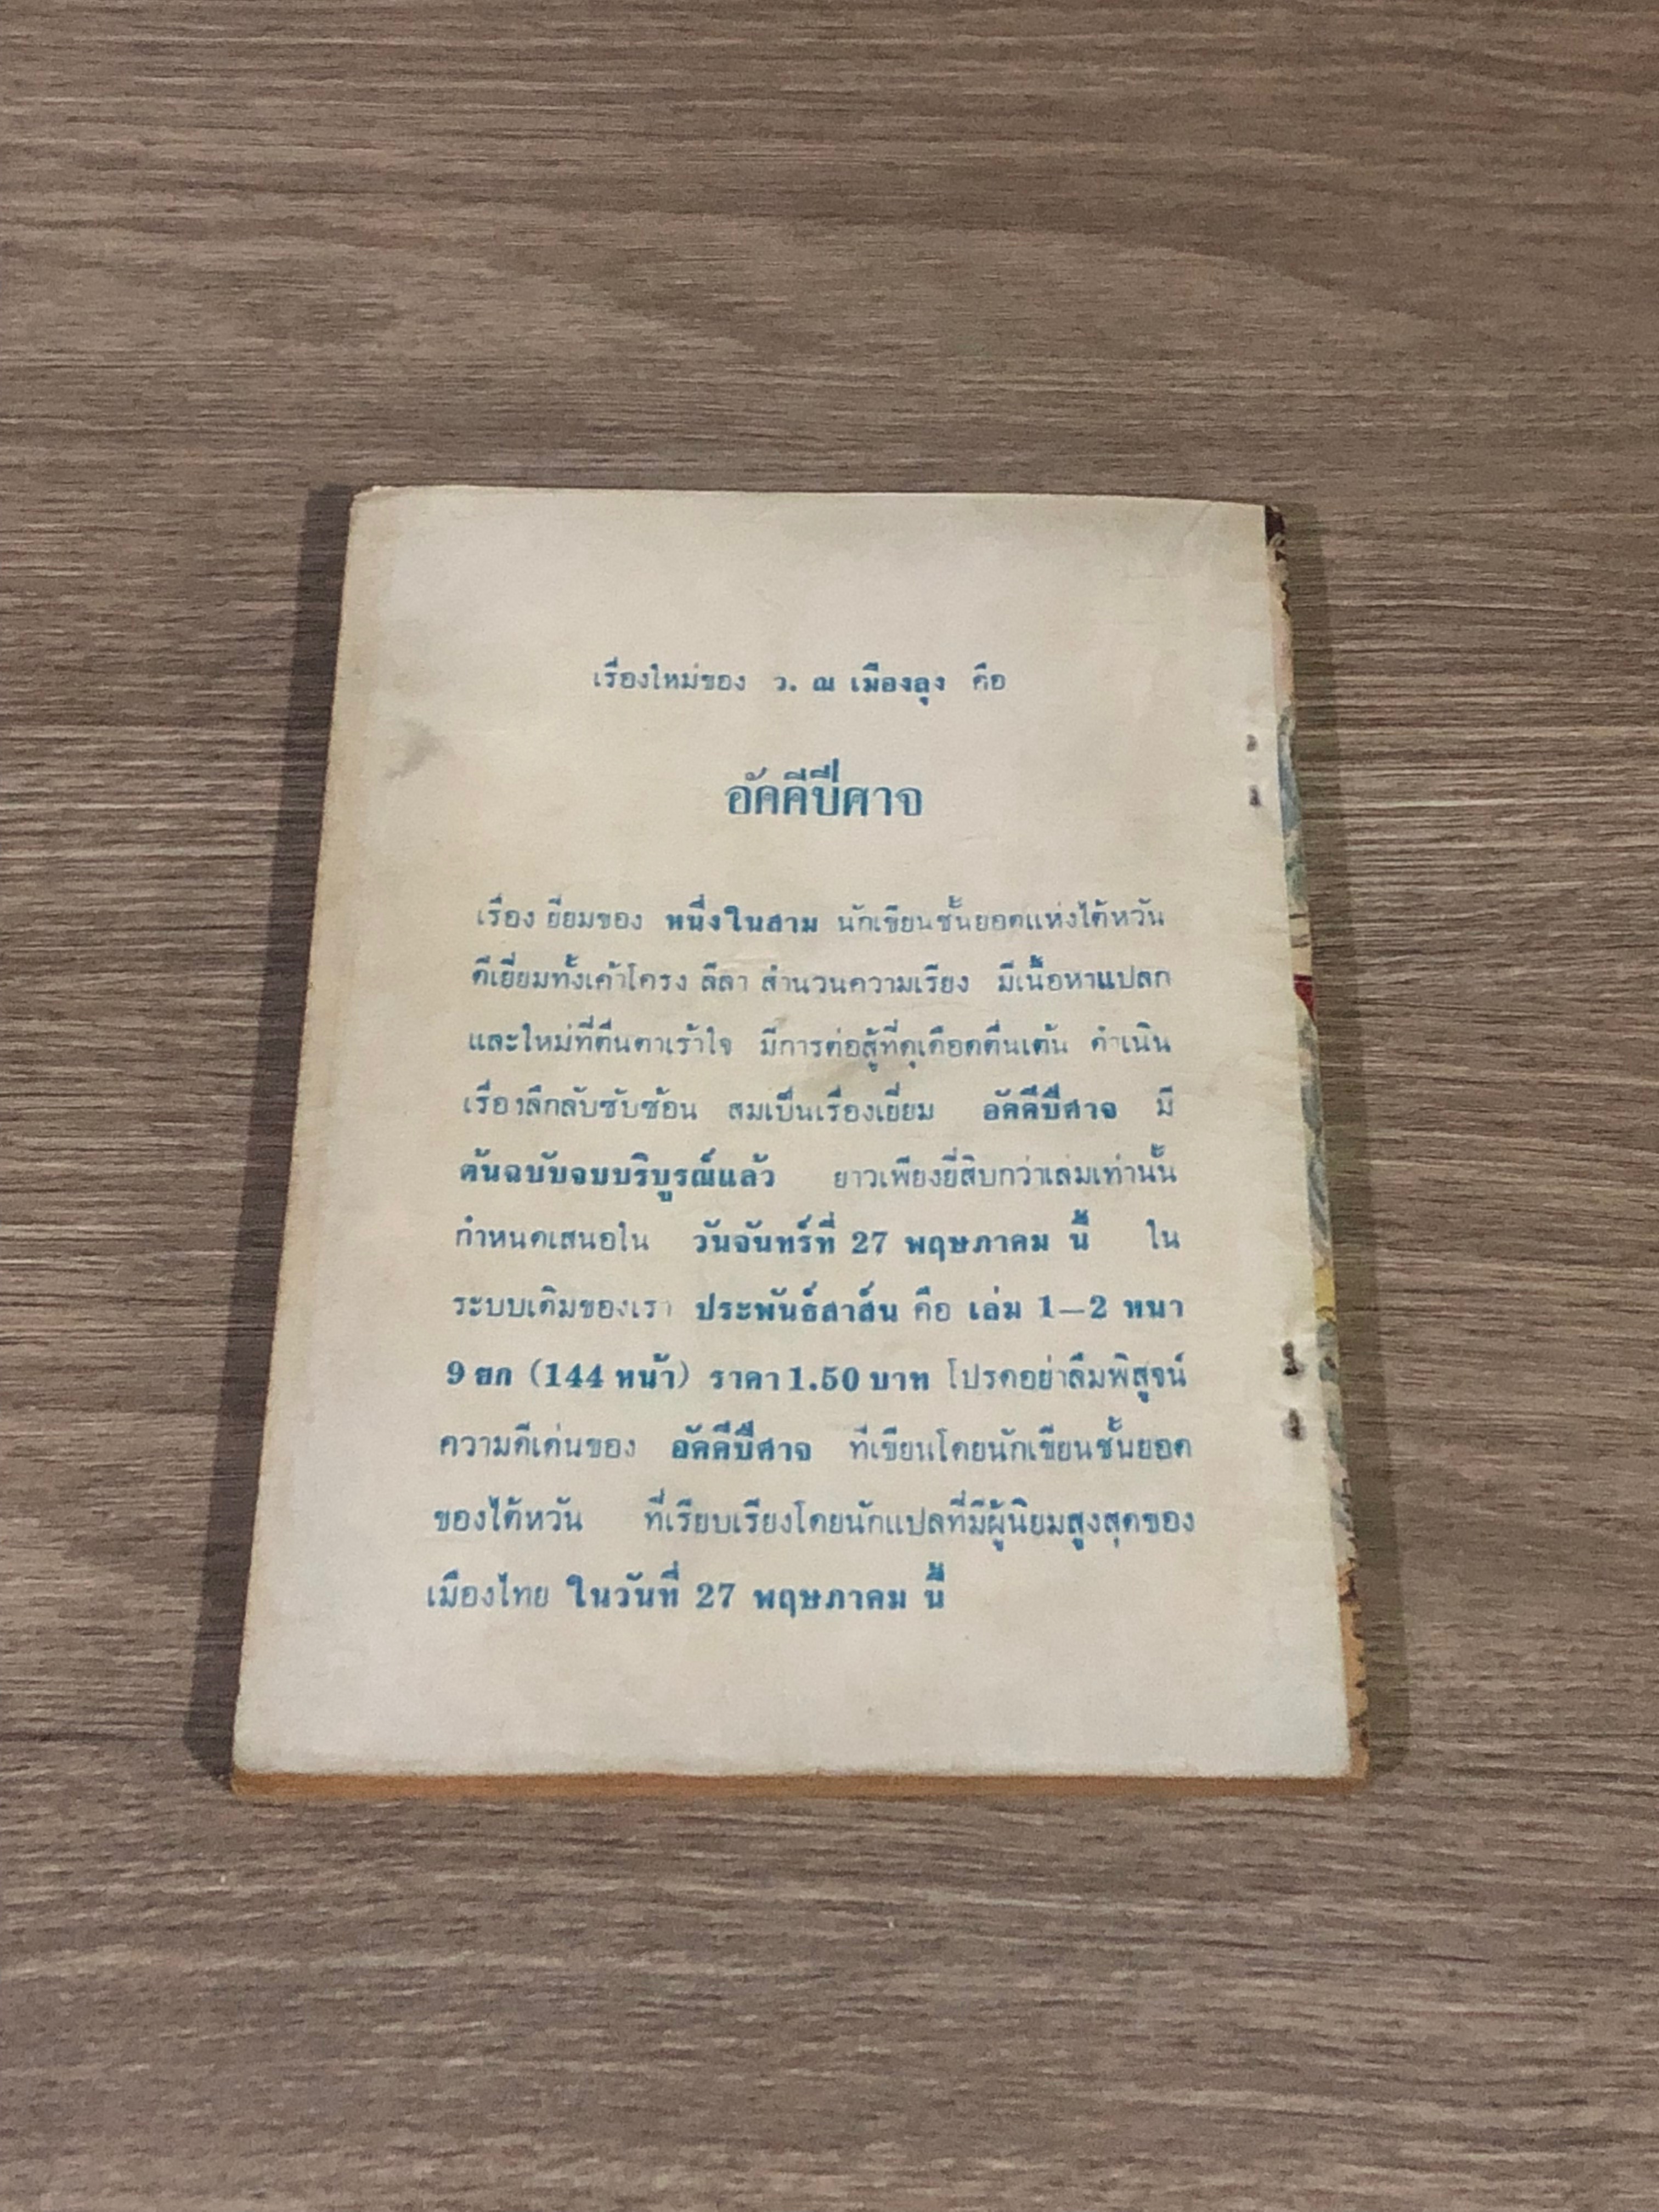 เรื่องใหม่ของ ว. ณ เมืองลุง คือ
อัคคีปีศาจ
เรื่องเยี่ยมของ หนึ่งในสาม นักเขียนชั้นยอดแห่งไต้หวัน
ดีเยี่ยมทั้งเค้าโครง ลีลา สำนวนความเรียง มีเนื้อหาแปลก
และใหม่ที่ตื่นตาเร้าใจ มีการต่อสู้ที่ดุเดือดตื่นเต้น ดำเนิน
เรื่องลึกลับซับซ้อน สมเป็นเรื่องเยี่ยม อัคคีปีศาจ มี
ต้นฉบับจบบริบูรณ์แล้ว ยาวเพียงยี่สิบกว่าเล่มเท่านั้น
กำหนดเสนอใน วันจันทร์ที่ 27 พฤษภาคม นี้ ใน
ระบบเดิมของเรา ประพันธ์สาส์น คือ เล่ม 1—2 หนา
9 ยก (144 หน้า) ราคา 1.50 บาท โปรดอย่าลืมพิสูจน์
ความดีเด่นของ อัคคีปีศาจ ที่เขียนโดยนักเขียนชั้นยอด
ของไต้หวัน ที่เรียบเรียงโดยนักแปลที่มีผู้นิยมสูงสุดของ
เมืองไทย ในวันที่ 27 พฤษภาคม นี้